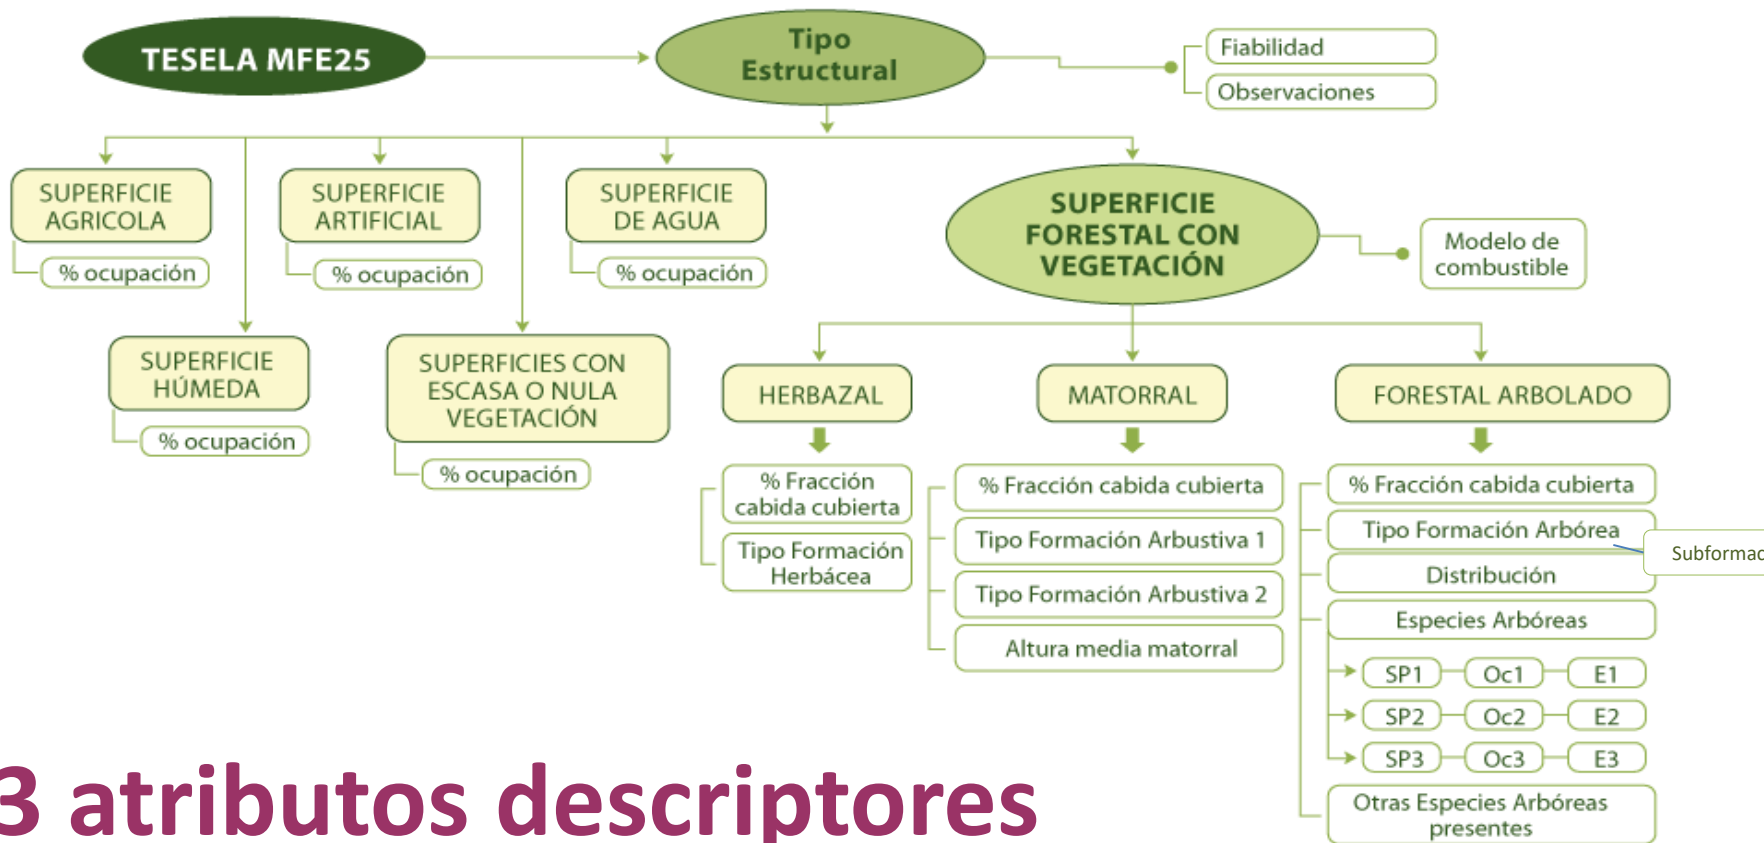 TESELA MFE25
Tipo
Estructural
Fiabilidad
Observaciones
SUPERFICIE
AGRICOLA
% ocupación
SUPERFICIE
ARTIFICIAL
% ocupación
SUPERFICIE
DE AGUA
% ocupación
SUPERFICIE
FORESTAL CON
VEGETACIÓN
Modelo de
combustible
SUPERFICIE
HÚMEDA
% ocupación
SUPERFICIES CON
ESCASA O NULA
VEGETACIÓN
% ocupación
HERBAZAL
% Fracción
cabida cubierta
Tipo Formación
Herbácea
MATORRAL
% Fracción cabida cubierta
Tipo Formación Arbustiva 1
Tipo Formación Arbustiva 2
Altura media matorral
FORESTAL ARBOLADO
% Fracción cabida cubierta
Tipo Formación Arbórea
Subformac
Distribución
Especies Arbóreas
SP1 Oc1 E1
SP2 Oc2 E2
SP3 Oc3 E3
Otras Especies Arbóreas
presentes
3 atributos descriptores